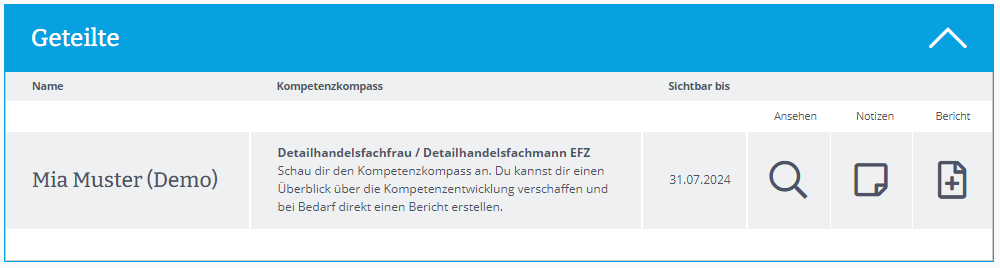 Geteilte
Name Kompetenzkompass Sichtbar bis
Ansehen Notizen Bericht
Mia Muster (Demo)
Detailhandelsfachfrau / Detailhandelsfachmann EFZ
Schau dir den Kompetenzkompass an. Du kannst dir einen
Überblick über die Kompetenzentwicklung verschaffen und
bei Bedarf direkt einen Bericht erstellen.
31.07.2024